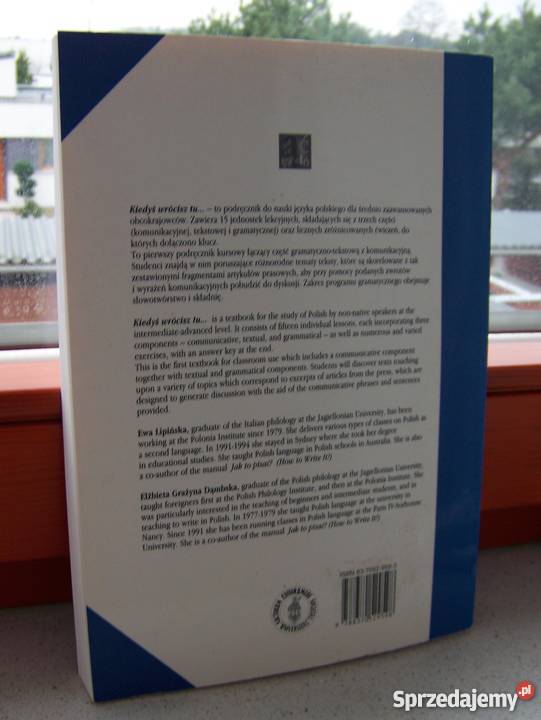 Kiedyś wrócisz tu... – to podręcznik do nauki języka polskiego dla średnio zaawansowanych
obcokrajowców. Zawiera 15 jednostek lekcyjnych, składających się z trzech części
(komunikacyjnej, tekstowej i gramatycznej) oraz licznych zróżnicowanych ćwiczeń, do
których dołączono klucz.
To pierwszy podręcznik kursowy łączący część gramatyczno-tekstową z komunikacyjną.
Studenci znajdą w nim poruszające różnorodne tematy teksty, które są skorelowane z tak
zestawionymi fragmentami artykułów prasowych, aby przy pomocy podanych zwrotów
i wyrażeń komunikacyjnych pobudzić do dyskusji. Zakres programu gramatycznego obejmuje
słowotwórstwo i składnię.
Kiedyś wrócisz tu... is a textbook for the study of Polish by non-native speakers at the
intermediate-advanced level. It consists of fifteen individual lessons, each incorporating three
components – communicative, textual, and grammatical – as well as numerous and varied
exercises, with an answer key at the end.
This is the first textbook for classroom use which includes a communicative component
together with textual and grammatical components. Students will discover texts touching
upon a variety of topics which correspond to excerpts of articles from the press, which are
designed to generate discussion with the aid of the communicative phrases and sentences
provided.
Ewa Lipińska, graduate of the Italian philology at the Jagiellonian University, has been
working at the Polonia Institute since 1979. She delivers various types of classes on Polish as
a second language. In 1991-1994 she stayed in Sydney where she took her degree
in educational studies. She taught Polish language in Polish schools in Australia. She is also
a co-author of the manual Jak to pisać? (How to Write It?)
Elżbieta Grażyna Dąmbska, graduate of the Polish philology at the Jagiellonian University,
taught foreigners first at the Polish Philology Institute, and then at the Polonia Institute. She
was particularly interested in the teaching of beginners and intermediate students, and in
teaching to write in Polish. In 1977-1979 she taught Polish language at the university in
Nancy. Since 1991 she has been running classes in Polish language at the Paris IV-Sorbonne
University. She is a co-author of the manual Jak to pisać? (How to Write It?)
ISBN 83-7052-959-2
Sprzedajemy.pl